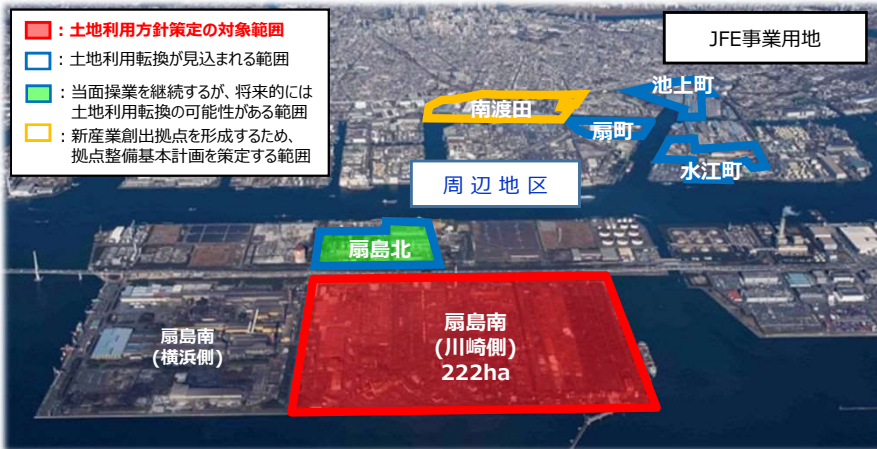 ：土地利用方針策定の対象範囲
：土地利用転換が見込まれる範囲
：当面操業を継続するが、将来的には
土地利用転換の可能性がある範囲
：新産業創出拠点を形成するため、
拠点整備基本計画を策定する範囲
JFE事業用地
池上町
南渡田
扇町
水江町
周辺地区
扇島北
扇島南
(横浜側)
扇島南
(川崎側)
222ha